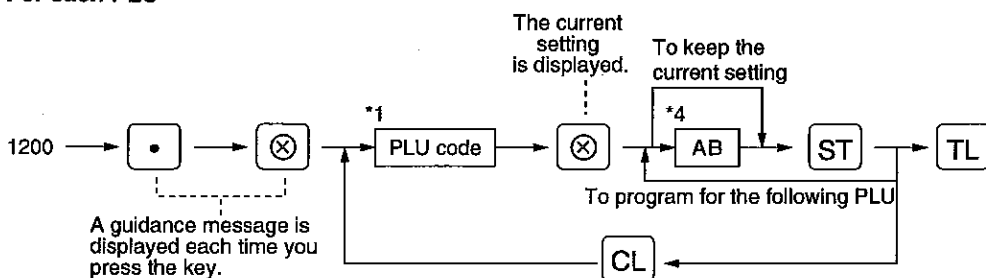 For each PLU
The current
setting
is displayed.
To keep the
current setting
*1
*4
1200
•
⊗
PLU code
⊗
AB
ST
TL
To program for the following PLU
A guidance message is
displayed each time you
press the key.
CL